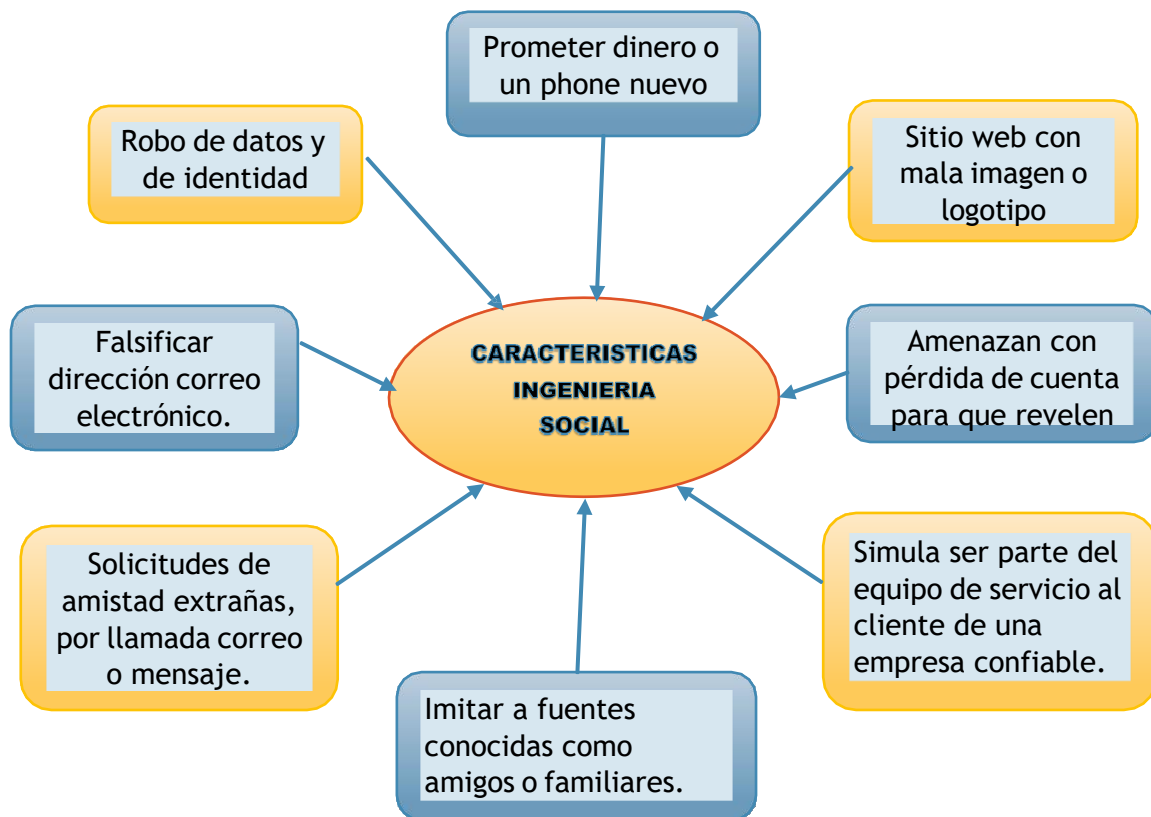 Prometer dinero o
un phone nuevo
Robo de datos y
de identidad
Sitio web con
mala imagen o
logotipo
Falsificar
dirección correo
electrónico.
CARACTERISTICAS
INGENIERIA
SOCIAL
Amenazan con
pérdida de cuenta
para que revelen
Solicitudes de
amistad extrañas,
por llamada correo
o mensaje.
Simula ser parte del
equipo de servicio al
cliente de una
empresa confiable.
Imitar a fuentes
conocidas como
amigos o familiares.